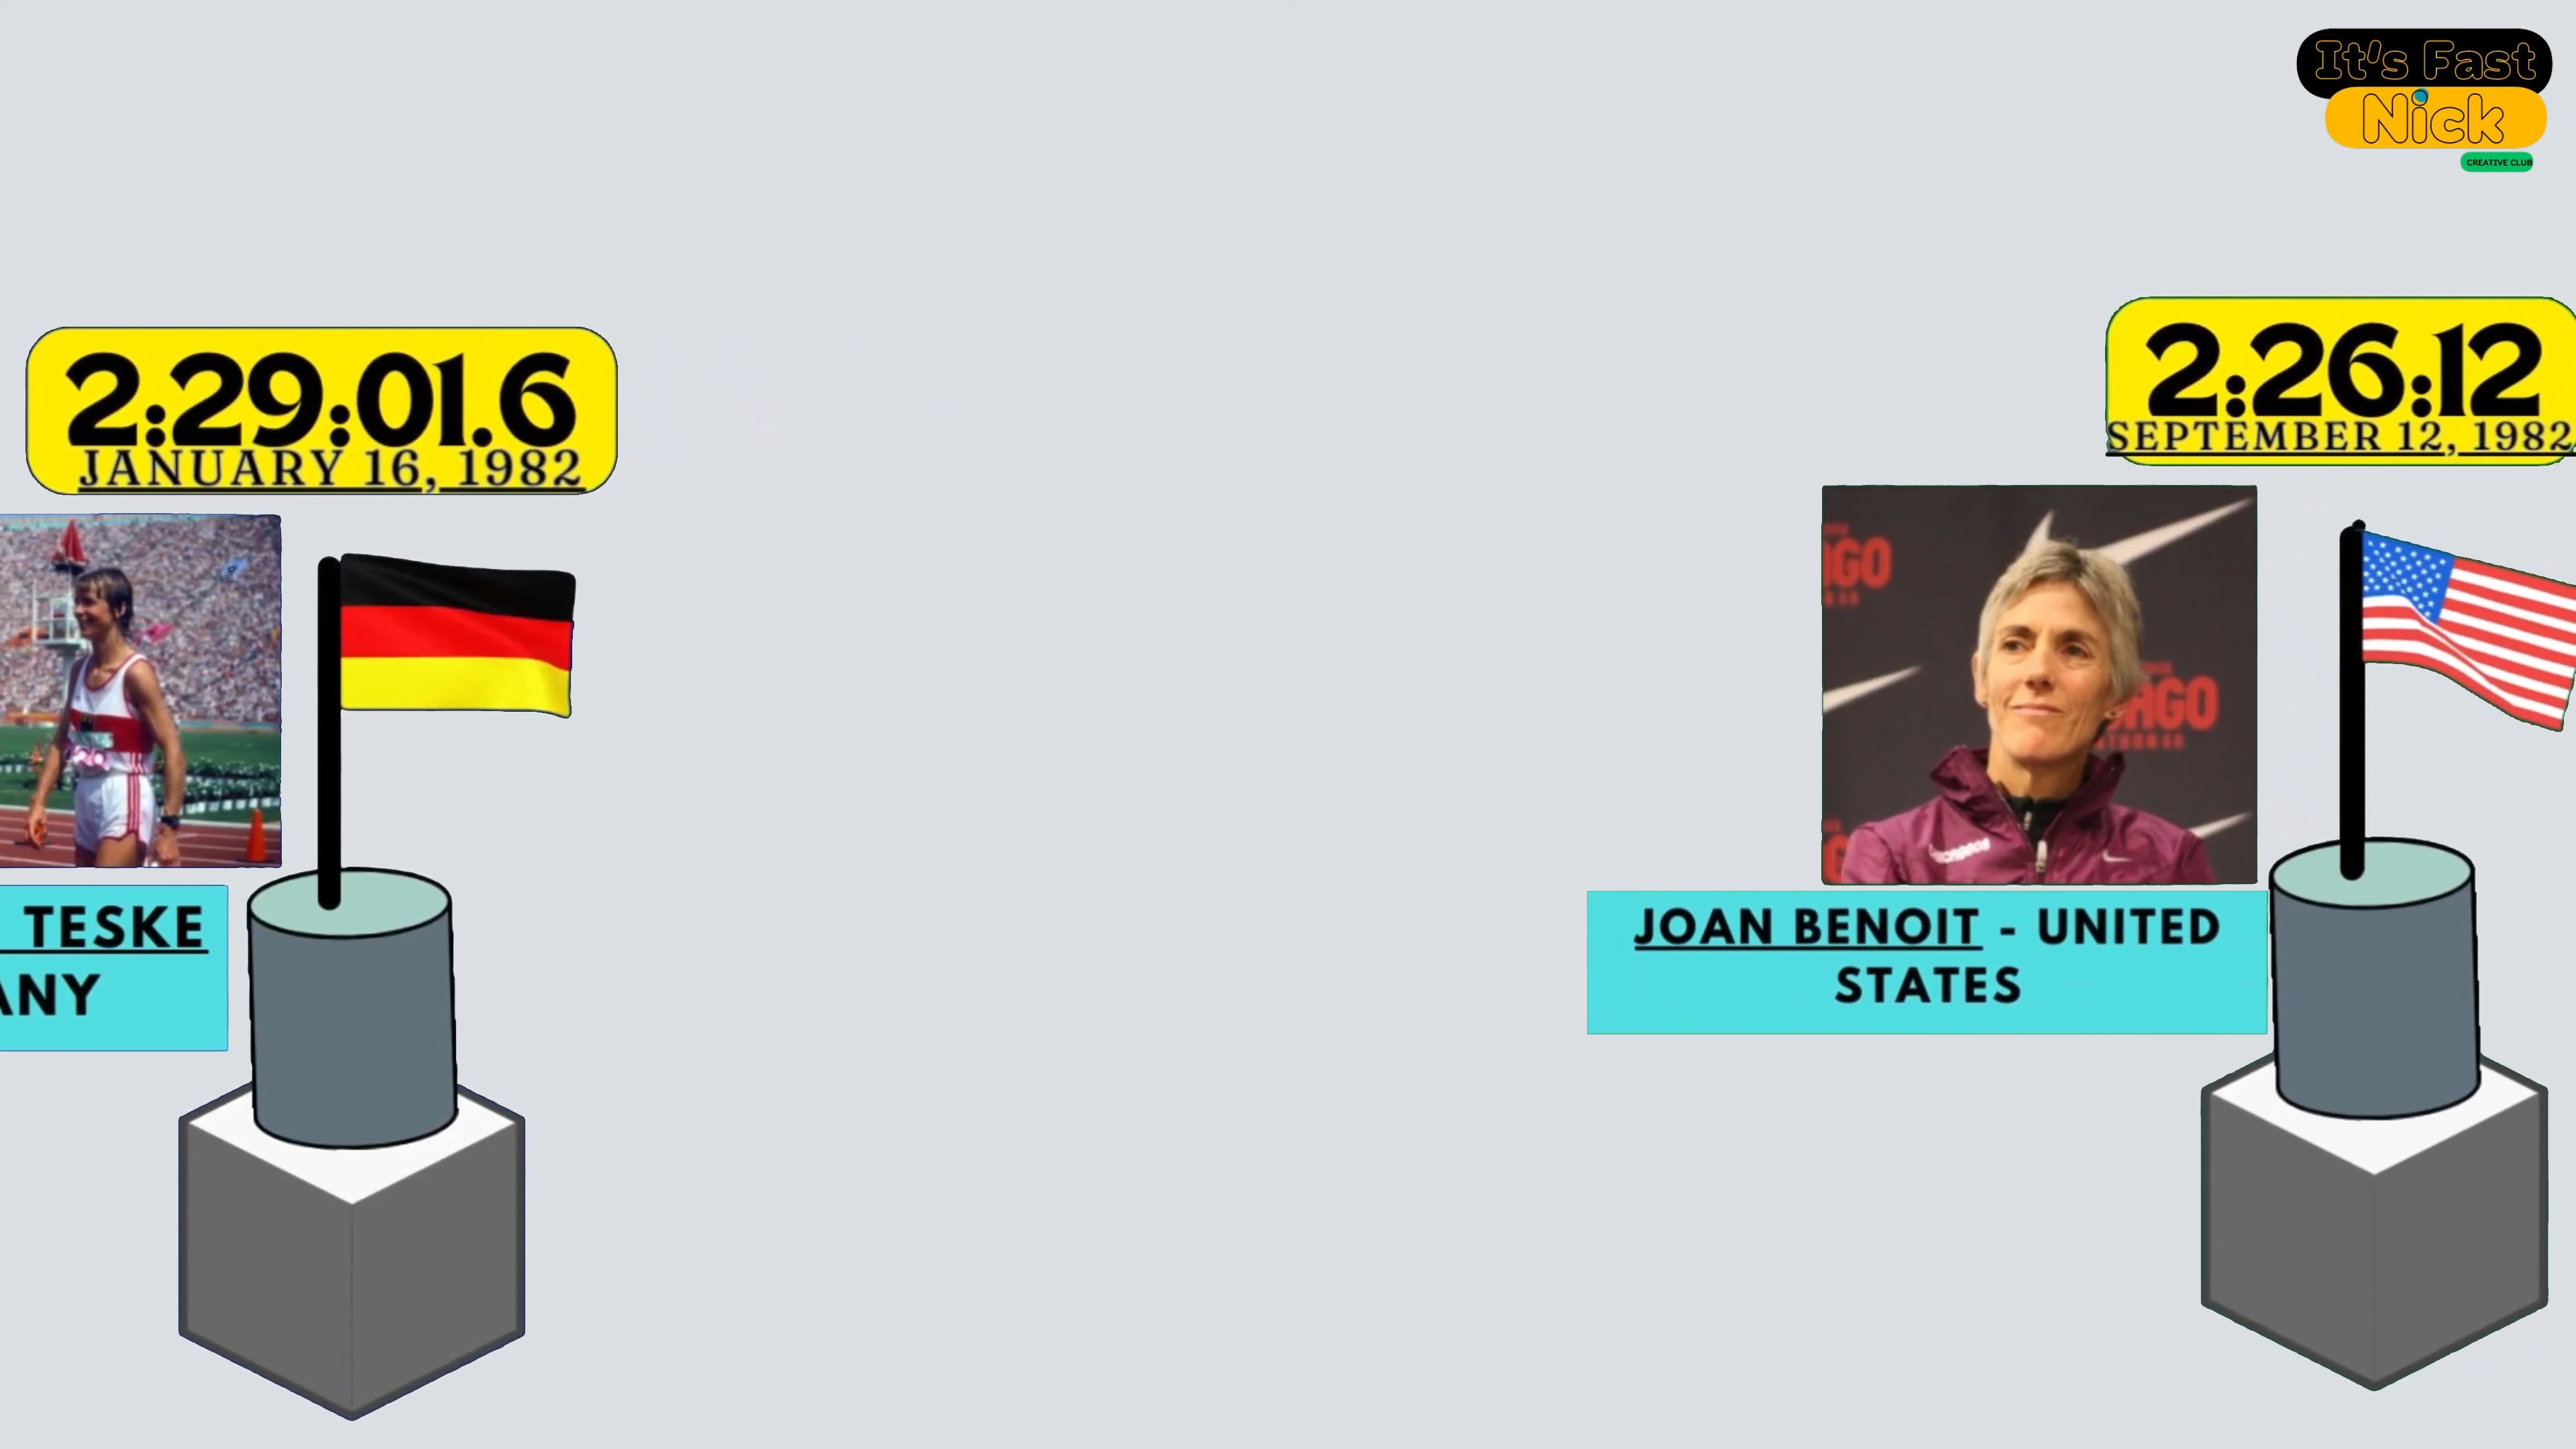 It's Fast
Nick
CREATIVE CLUB
2:29:01.6
JANUARY 16, 1982
TESKE
ANY
2:26:12
SEPTEMBER 12, 1982
JOAN BENOIT - UNITED
STATES